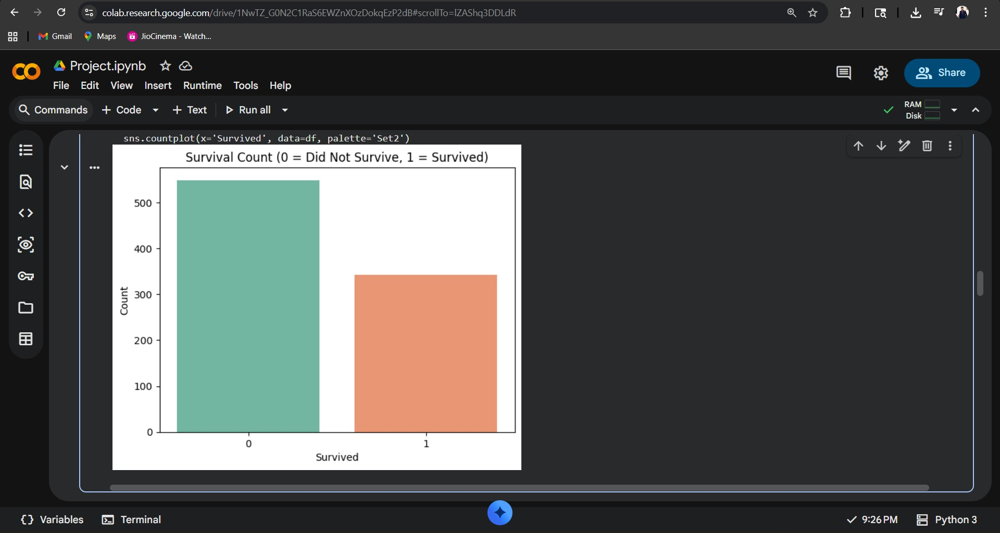 colab.research.google.com/drive/1NwTZ_G0N2C1RaS6EWZnXOzDokqEzP2dB#scrollTo=lZAShq3DDLdR
Gmail
Maps
JioCinema - Watch...
Project.ipynb
File Edit View Insert Runtime Tools Help
Share
Commands + Code + Text Run all
RAM
Disk
sns.countplot(x='Survived', data=df, palette='Set2')
Survival Count (0 = Did Not Survive, 1 = Survived)
500
400
300
200
100
0
Count
0 1
Survived
Variables Terminal
9:26 PM Python 3